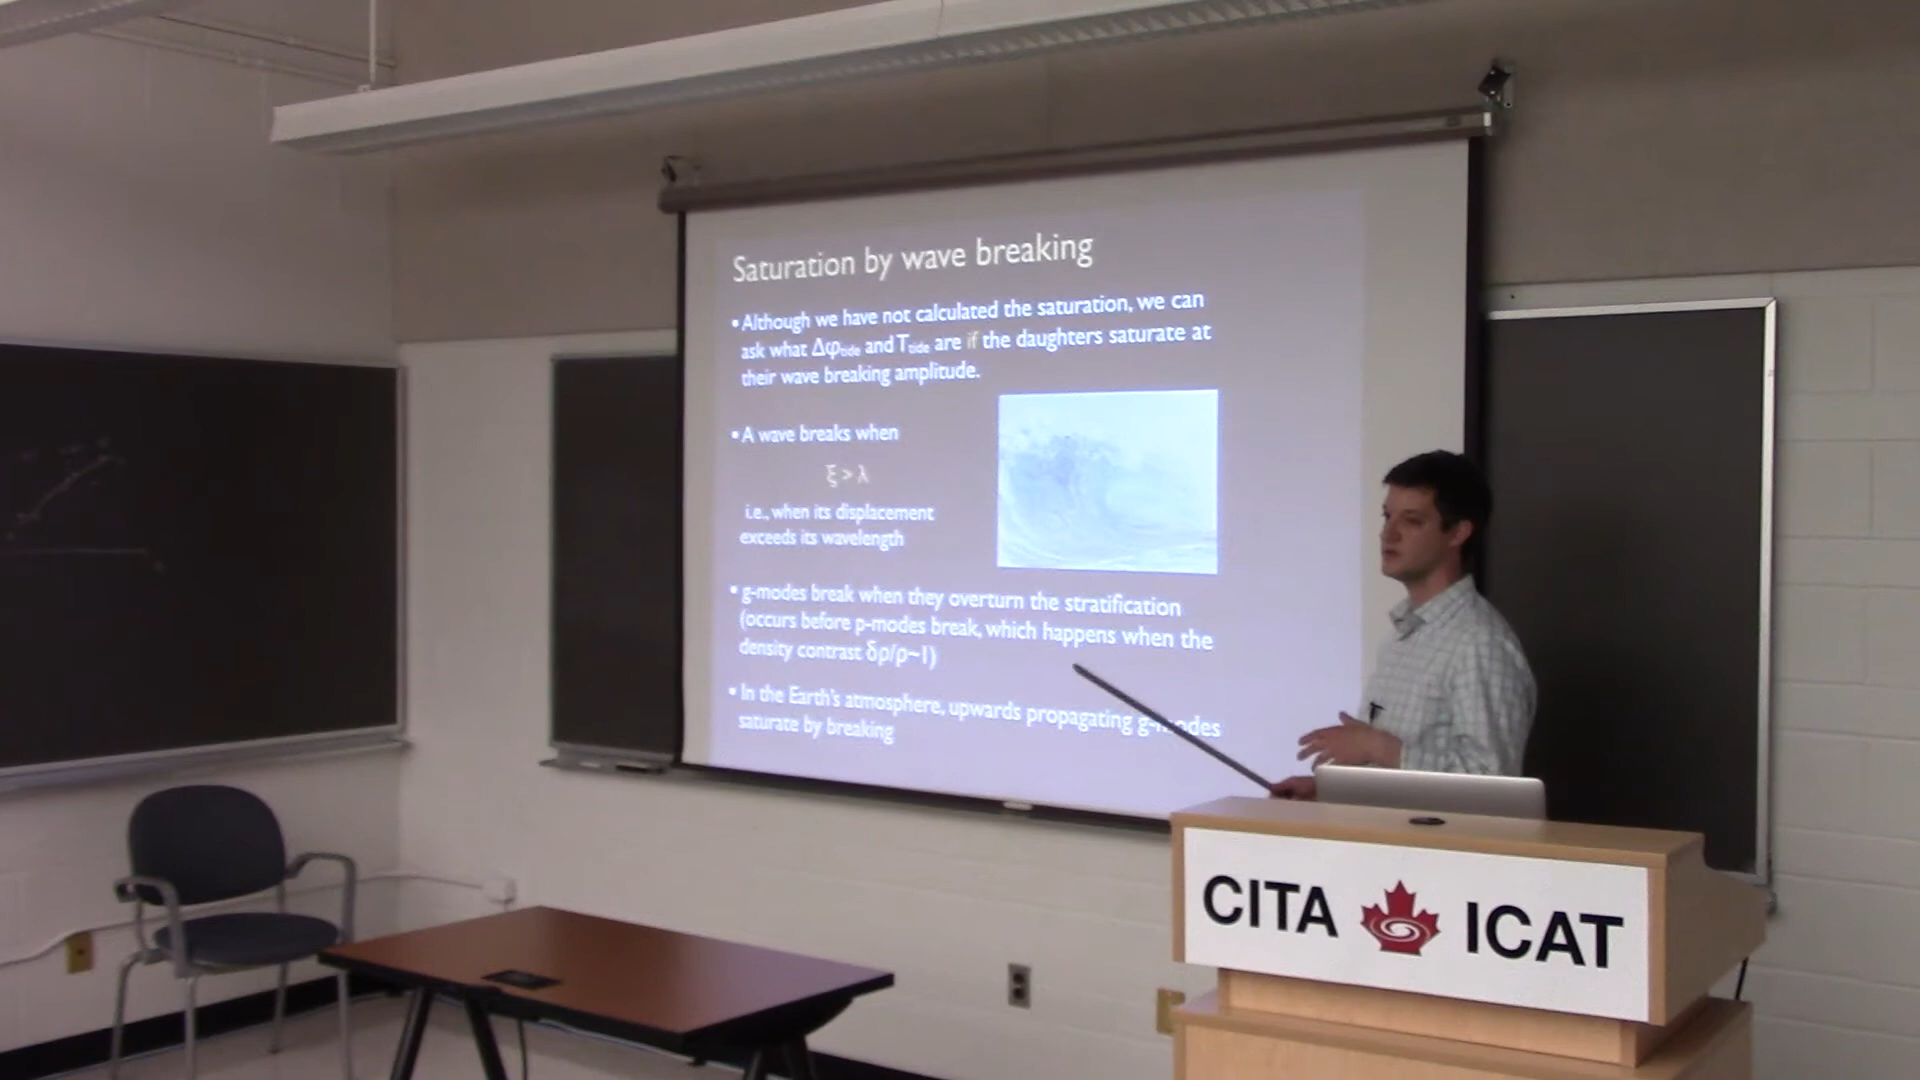 Saturation by wave breaking
• Although we have not calculated the saturation, we can
ask what Δφtide and Ttide are if the daughters saturate at
their wave breaking amplitude.
• A wave breaks when
ξ > λ
i.e., when its displacement
exceeds its wavelength
• g-modes break when they overturn the stratification
(occurs before p-modes break, which happens when the
density contrast δρ/ρ~1)
• In the Earth's atmosphere, upwards propagating g-modes
saturate by breaking
CITA ICAT